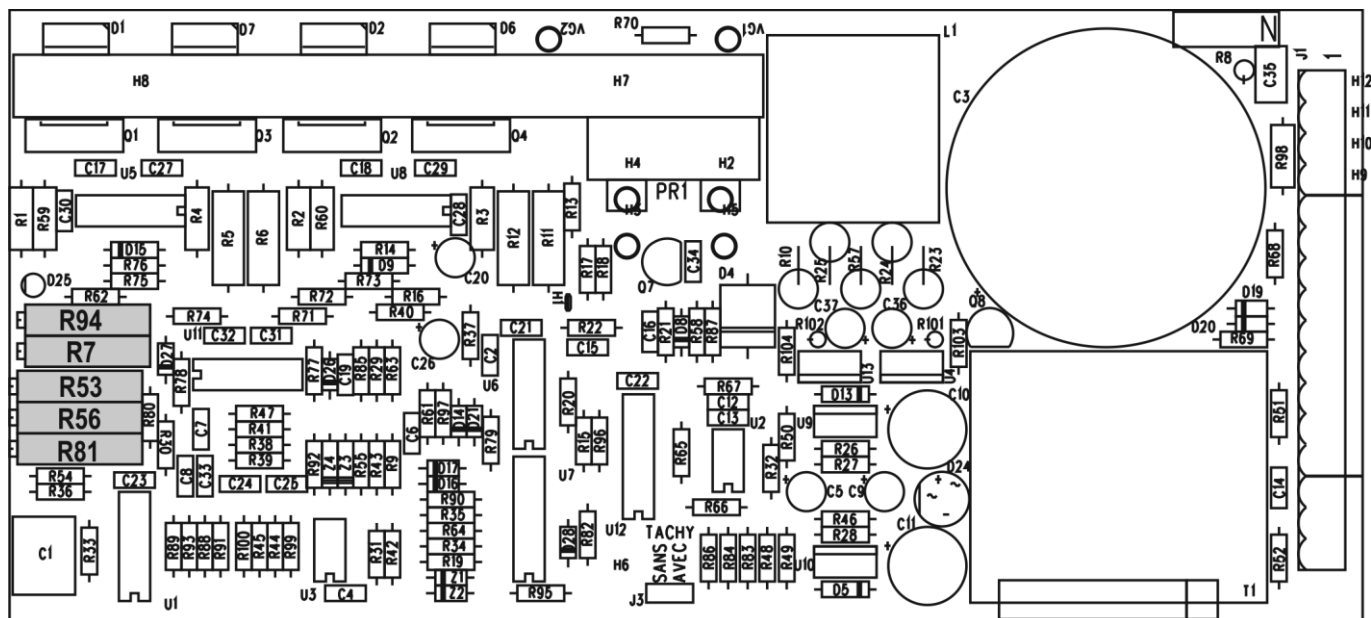 D1 D7 D2 D6 VG2 R70 VG1 L1 N J1 1
R8 C35
H8 H7 C3 H12
H11
Q1 Q3 Q2 Q4 H10
R98
C17 U5 C27 C18 U8 C29 H4 H2 H9
PR1
R1 R59 C30 R4 R5 R6 R2 R60 C28 R3 R12 R11 R13 H5
D15 R14 R17 R18 C34 R10 R25 R57 R24 R23 R68
R76 D9 C20 Q7 D4
D25 R75 R73
R62 R72 R16 H1 C37 C36 Q8 D19
R94 R74 R71 R40 C21 R22 C16 R21 D8 R58 R87 R102 R101 D20
U11 C32 C31 R37 C2 C15 R104 R103 R69
R7 D27 C26
R78 R77 D26 C19 R85 R29 R63 U6 C22 R67 U13 U4
R53 C12 D13 C10
R56 R80 R47 R61 R97 D14 D21 R20 C13 U9 R51
C7 R41 C6 R79 R15 R96 U2 R50
R81 R30 R38 R65 R26
R39 R92 Z4 Z3 R55 R43 R9 D17 U7 R32 R27 D24
R54 C23 C8 C33 C24 C25 D16 C5 C9 ~ ~ C14
R36 R90 R66 -
R35 U12 TACHY R46 C11
C1 R33 R89 R93 R88 R91 R100 R45 R44 R99 R31 R42 R64 D28 R82 SANS R28
R34 AVEC R86 R84 R83 R48 R49 U10 R52
R19 H6
Z1
U1 U3 C4 Z2 R95 J3 D5 T1